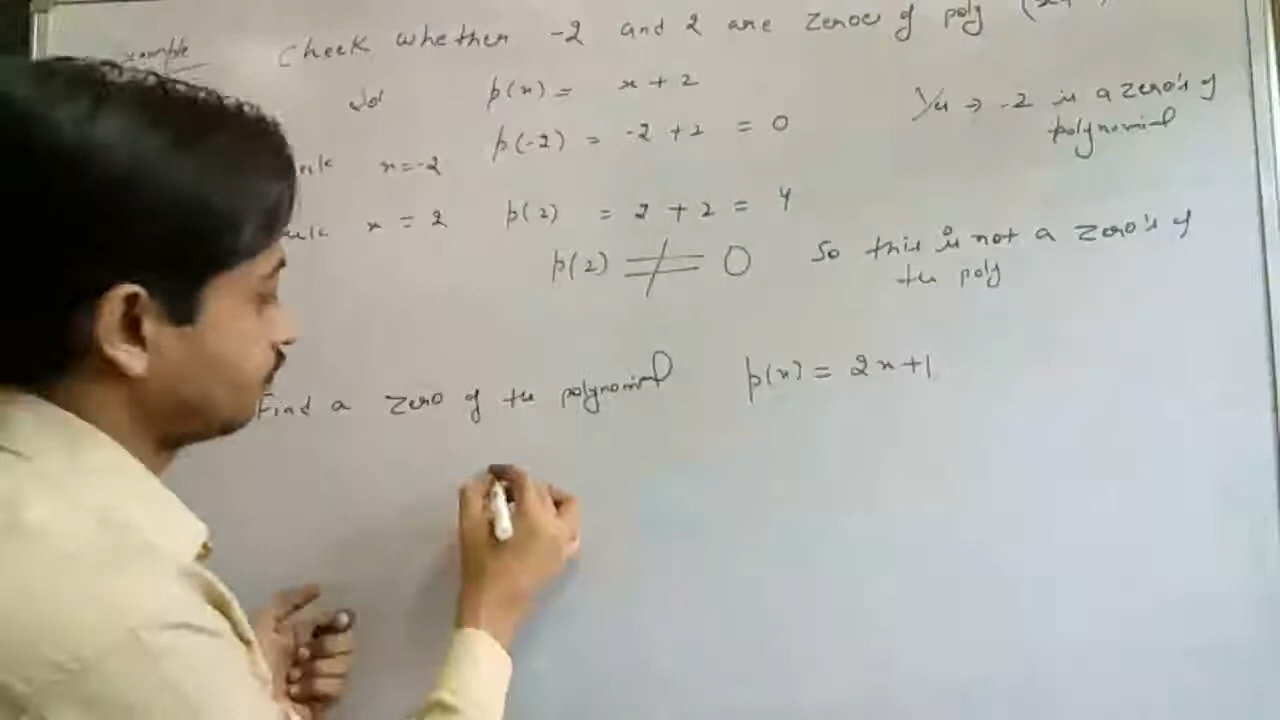 Example Check whether -2 and 2 are zeroes of poly
Sol p(x) = x + 2
x=-2 p(-2) = -2 + 2 = 0 Yes → -2 is a zero's of
polynomial
x = 2 p(2) = 2 + 2 = 4
p(2) ≠ 0 So this is not a zero's of
the poly
Find a zero of the polynomial p(x) = 2x+1